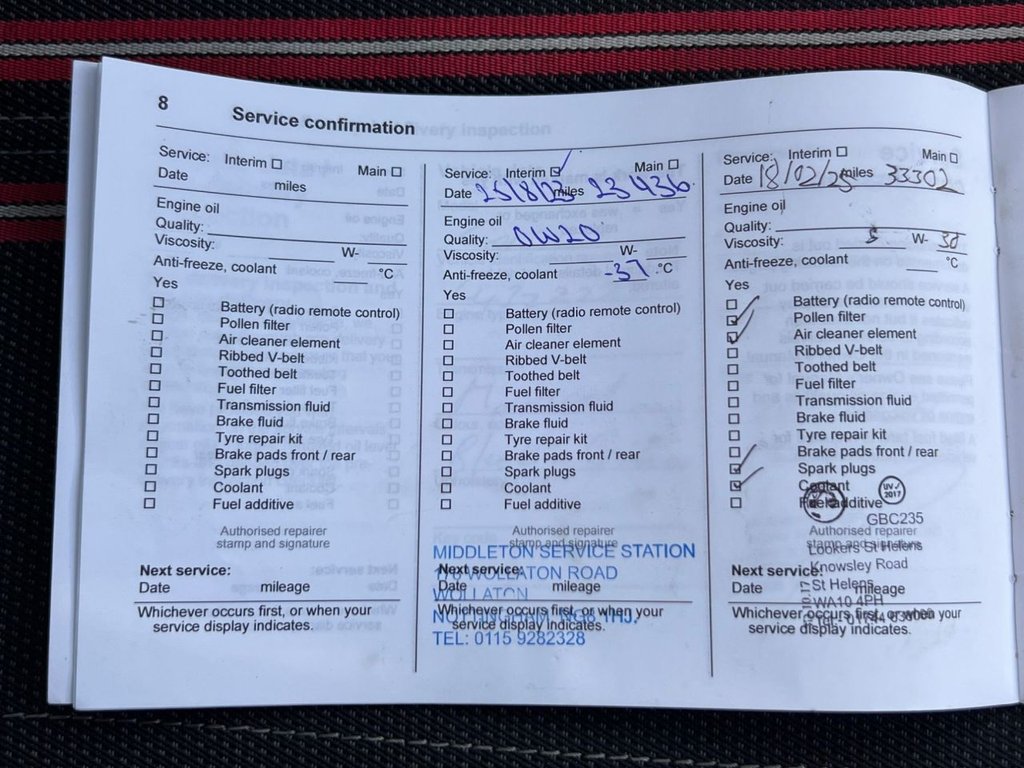 8 Service confirmation
Service: Interim Main
Date miles
Engine oil
Quality:
Viscosity: W-
Anti-freeze, coolant °C
Yes
Battery (radio remote control)
Pollen filter
Air cleaner element
Ribbed V-belt
Toothed belt
Fuel filter
Transmission fluid
Brake fluid
Tyre repair kit
Brake pads front / rear
Spark plugs
Coolant
Fuel additive
Authorised repairer
stamp and signature
Next service:
Date mileage
Whichever occurs first, or when your
service display indicates.
Service: Interim Main
Date miles 23 436
Engine oil
Quality: 0W20
Viscosity: W-
Anti-freeze, coolant -37 °C
Yes
Battery (radio remote control)
Pollen filter
Air cleaner element
Ribbed V-belt
Toothed belt
Fuel filter
Transmission fluid
Brake fluid
Tyre repair kit
Brake pads front / rear
Spark plugs
Coolant
Fuel additive
Authorised repairer
stamp and signature
MIDDLETON SERVICE STATION
Next service:
WOLLATON ROAD
Date mileage
WOLLATON
Whichever occurs first, or when your
NOTTINGHAM, NG8 1HJ.
service display indicates.
TEL: 0115 9282328
Service: Interim Main
Date 18/02/25 miles 33302
Engine oil
Quality:
Viscosity: 5 W- 30
Anti-freeze, coolant °C
Yes
Battery (radio remote control)
Pollen filter
Air cleaner element
Ribbed V-belt
Toothed belt
Fuel filter
Transmission fluid
Brake fluid
Tyre repair kit
Brake pads front / rear
Spark plugs
Coolant
Fuel additive
UV✓
2017
GBC235
Authorised repairer
stamp and signature
Lookers St Helens
Knowsley Road
Next service:
St Helens
Date mileage
WA10 4PH
Whichever occurs first, or when your
service display indicates.